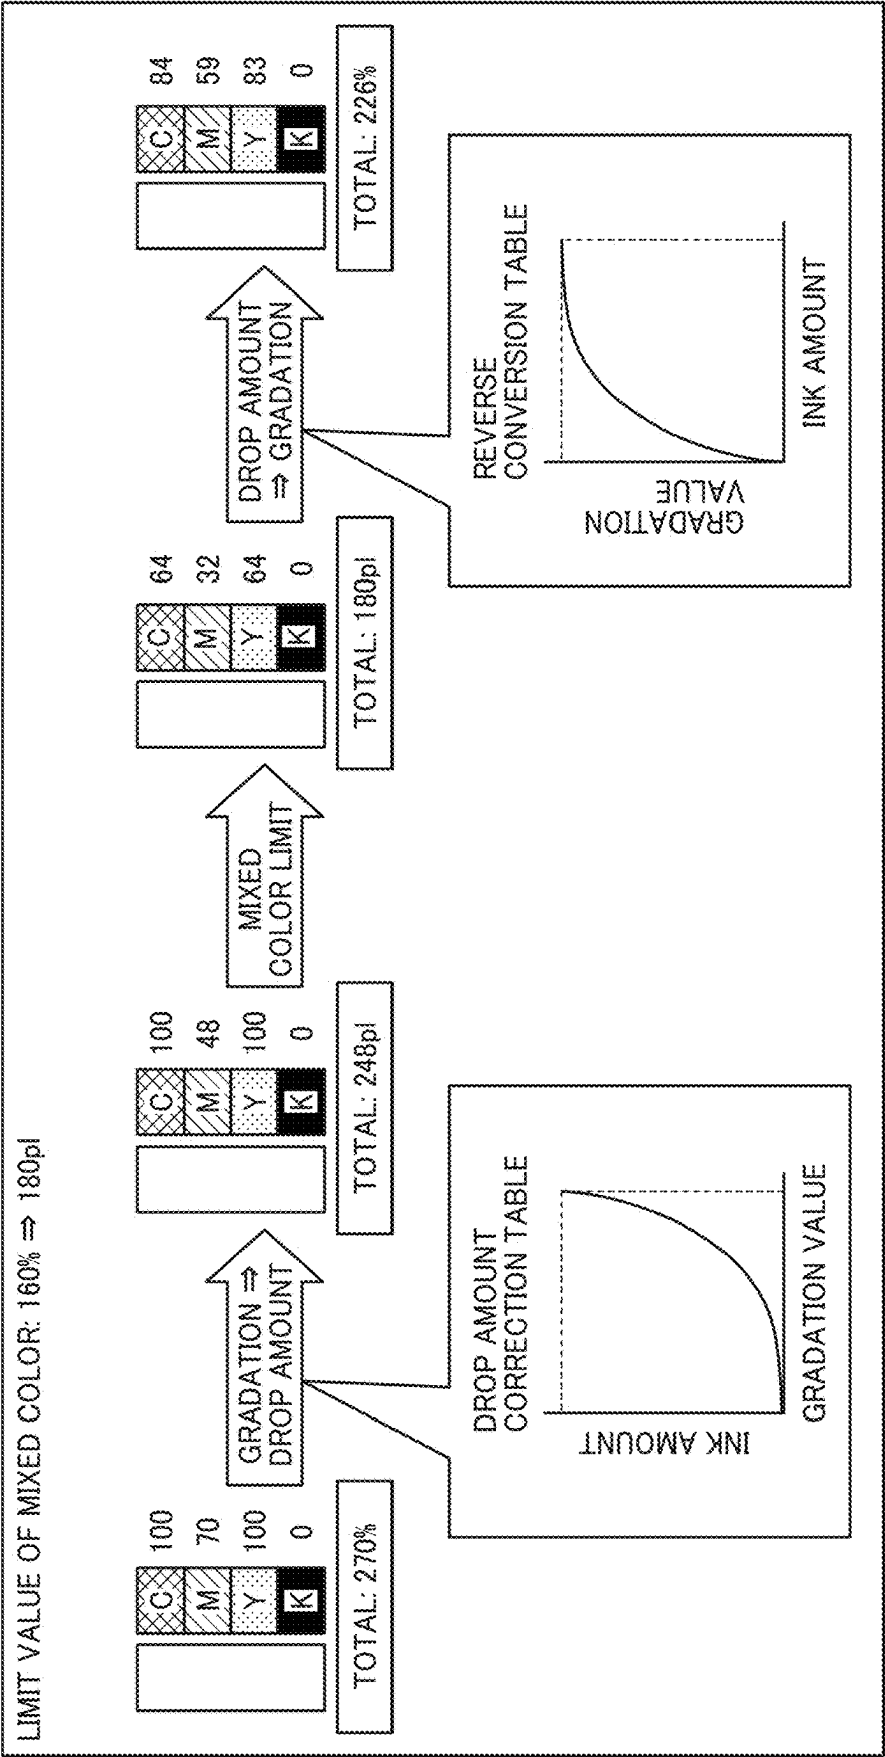 LIMIT VALUE OF MIXED COLOR: 160% ⇒ 180pl
C 100
M 70
Y 100
K 0
TOTAL: 270%
GRADATION ⇒
DROP AMOUNT
C 100
M 48
Y 100
K 0
TOTAL: 248pl
MIXED
COLOR LIMIT
C 64
M 32
Y 64
K 0
TOTAL: 180pl
DROP AMOUNT
⇒ GRADATION
C 84
M 59
Y 83
K 0
TOTAL: 226%
DROP AMOUNT
CORRECTION TABLE
INK AMOUNT
GRADATION VALUE
REVERSE
CONVERSION TABLE
GRADATION
VALUE
INK AMOUNT